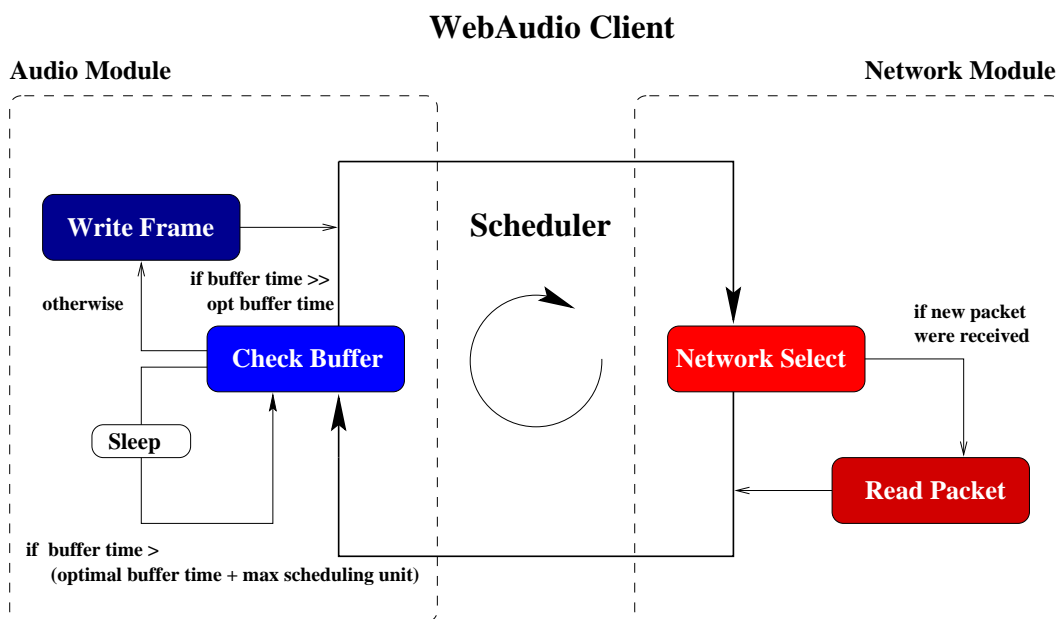 WebAudio Client
Audio Module
Network Module
Write Frame
Scheduler
if buffer time >>
opt buffer time
otherwise
if new packet
were received
Check Buffer
Network Select
Sleep
Read Packet
if buffer time >
(optimal buffer time + max scheduling unit)